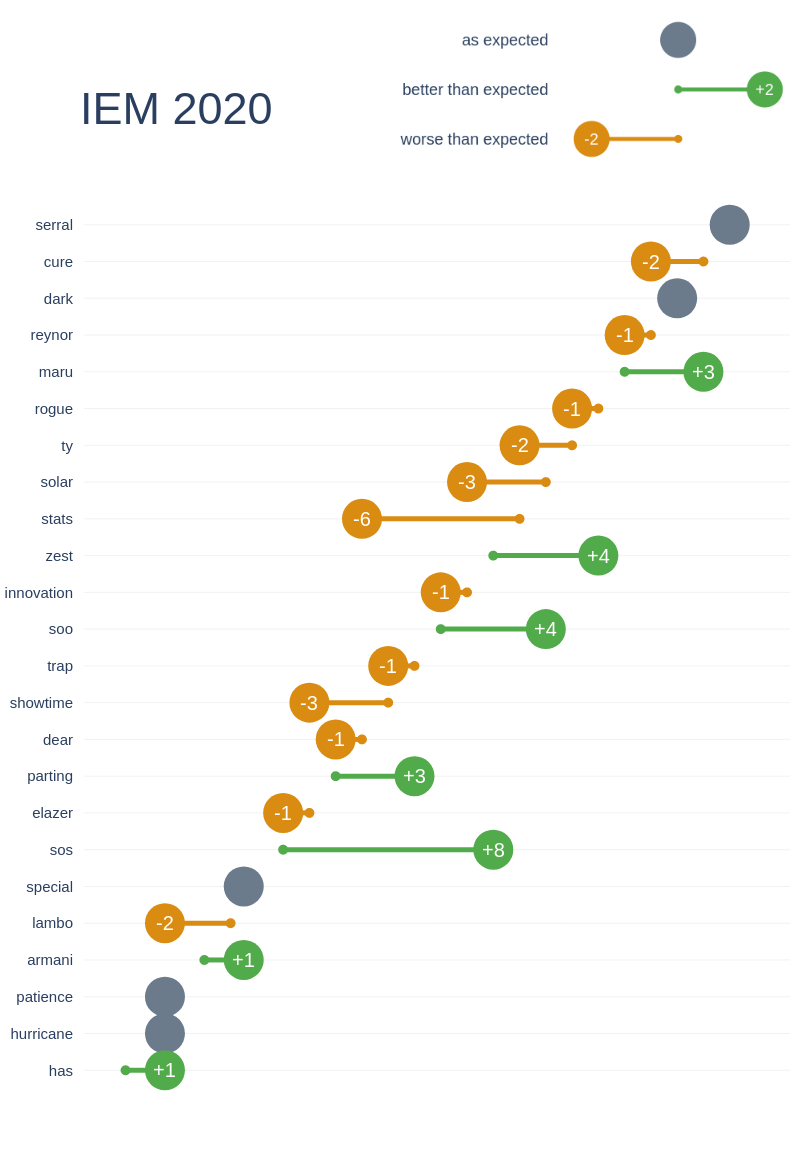 as expected
better than expected +2
IEM 2020
worse than expected -2
serral
cure -2
dark
reynor -1
maru +3
rogue -1
ty -2
solar -3
stats -6
zest +4
innovation -1
soo +4
trap -1
showtime -3
dear -1
parting +3
elazer -1
sos +8
special
lambo -2
armani +1
patience
hurricane
has +1